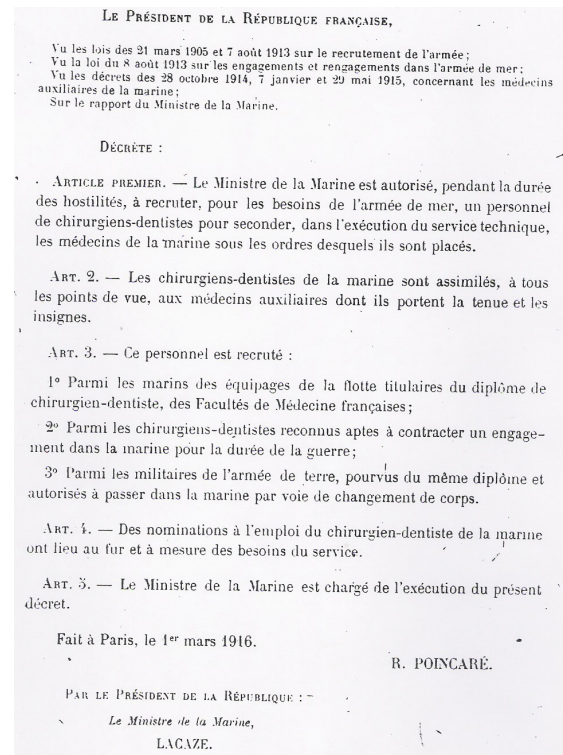 LE PRÉSIDENT DE LA RÉPUBLIQUE FRANÇAISE,
Vu les lois des 21 mars 1905 et 7 août 1913 sur le recrutement de l'armée ;
Vu la loi du 8 août 1913 sur les engagements et rengagements dans l'armée de mer ;
Vu les décrets des 28 octobre 1914, 7 janvier et 29 mai 1915, concernant les médecins
auxiliaires de la marine ;
Sur le rapport du Ministre de la Marine.
DÉCRÈTE :
ARTICLE PREMIER. — Le Ministre de la Marine est autorisé, pendant la durée
des hostilités, à recruter, pour les besoins de l'armée de mer, un personnel
de chirurgiens-dentistes pour seconder, dans l'exécution du service technique,
les médecins de la marine sous les ordres desquels ils sont placés.
ART. 2. — Les chirurgiens-dentistes de la marine sont assimilés, à tous
les points de vue, aux médecins auxiliaires dont ils portent la tenue et les
insignes.
ART. 3. — Ce personnel est recruté :
1° Parmi les marins des équipages de la flotte titulaires du diplôme de
chirurgien-dentiste, des Facultés de Médecine françaises ;
2° Parmi les chirurgiens-dentistes reconnus aptes à contracter un engage-
ment dans la marine pour la durée de la guerre ;
3° Parmi les militaires de l'armée de terre, pourvus du même diplôme et
autorisés à passer dans la marine par voie de changement de corps.
ART. 4. — Des nominations à l'emploi du chirurgien-dentiste de la marine
ont lieu au fur et à mesure des besoins du service.
ART. 5. — Le Ministre de la Marine est chargé de l'exécution du présent
décret.
Fait à Paris, le 1er mars 1916.
R. POINCARÉ.
PAR LE PRÉSIDENT DE LA RÉPUBLIQUE :
Le Ministre de la Marine,
LACAZE.